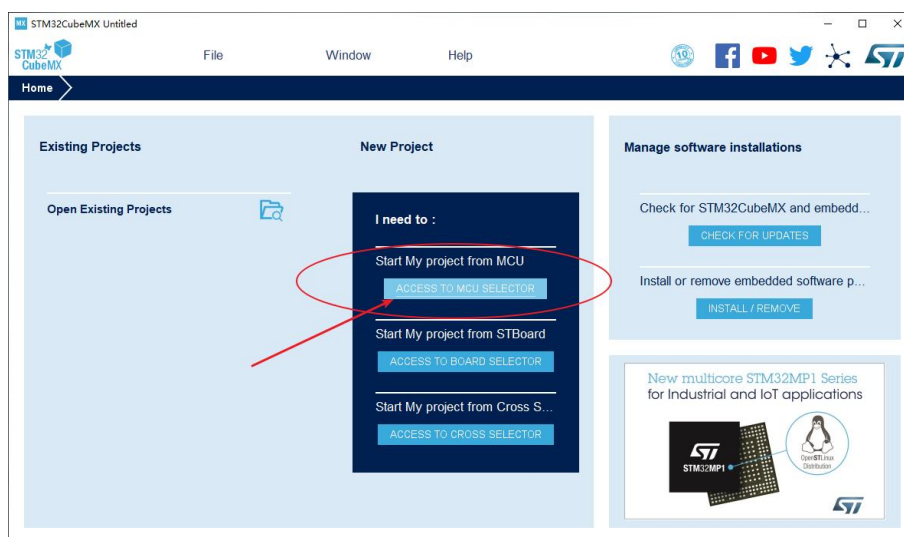 MX STM32CubeMX Untitled
STM32
CubeMX
File
Window
Help
10
Home
Existing Projects
Open Existing Projects
New Project
I need to :
Start My project from MCU
ACCESS TO MCU SELECTOR
Start My project from STBoard
ACCESS TO BOARD SELECTOR
Start My project from Cross S...
ACCESS TO CROSS SELECTOR
Manage software installations
Check for STM32CubeMX and embedd...
CHECK FOR UPDATES
Install or remove embedded software p...
INSTALL / REMOVE
New multicore STM32MP1 Series
for Industrial and IoT applications
STM32MP1
OpenSTLinux
Distribution